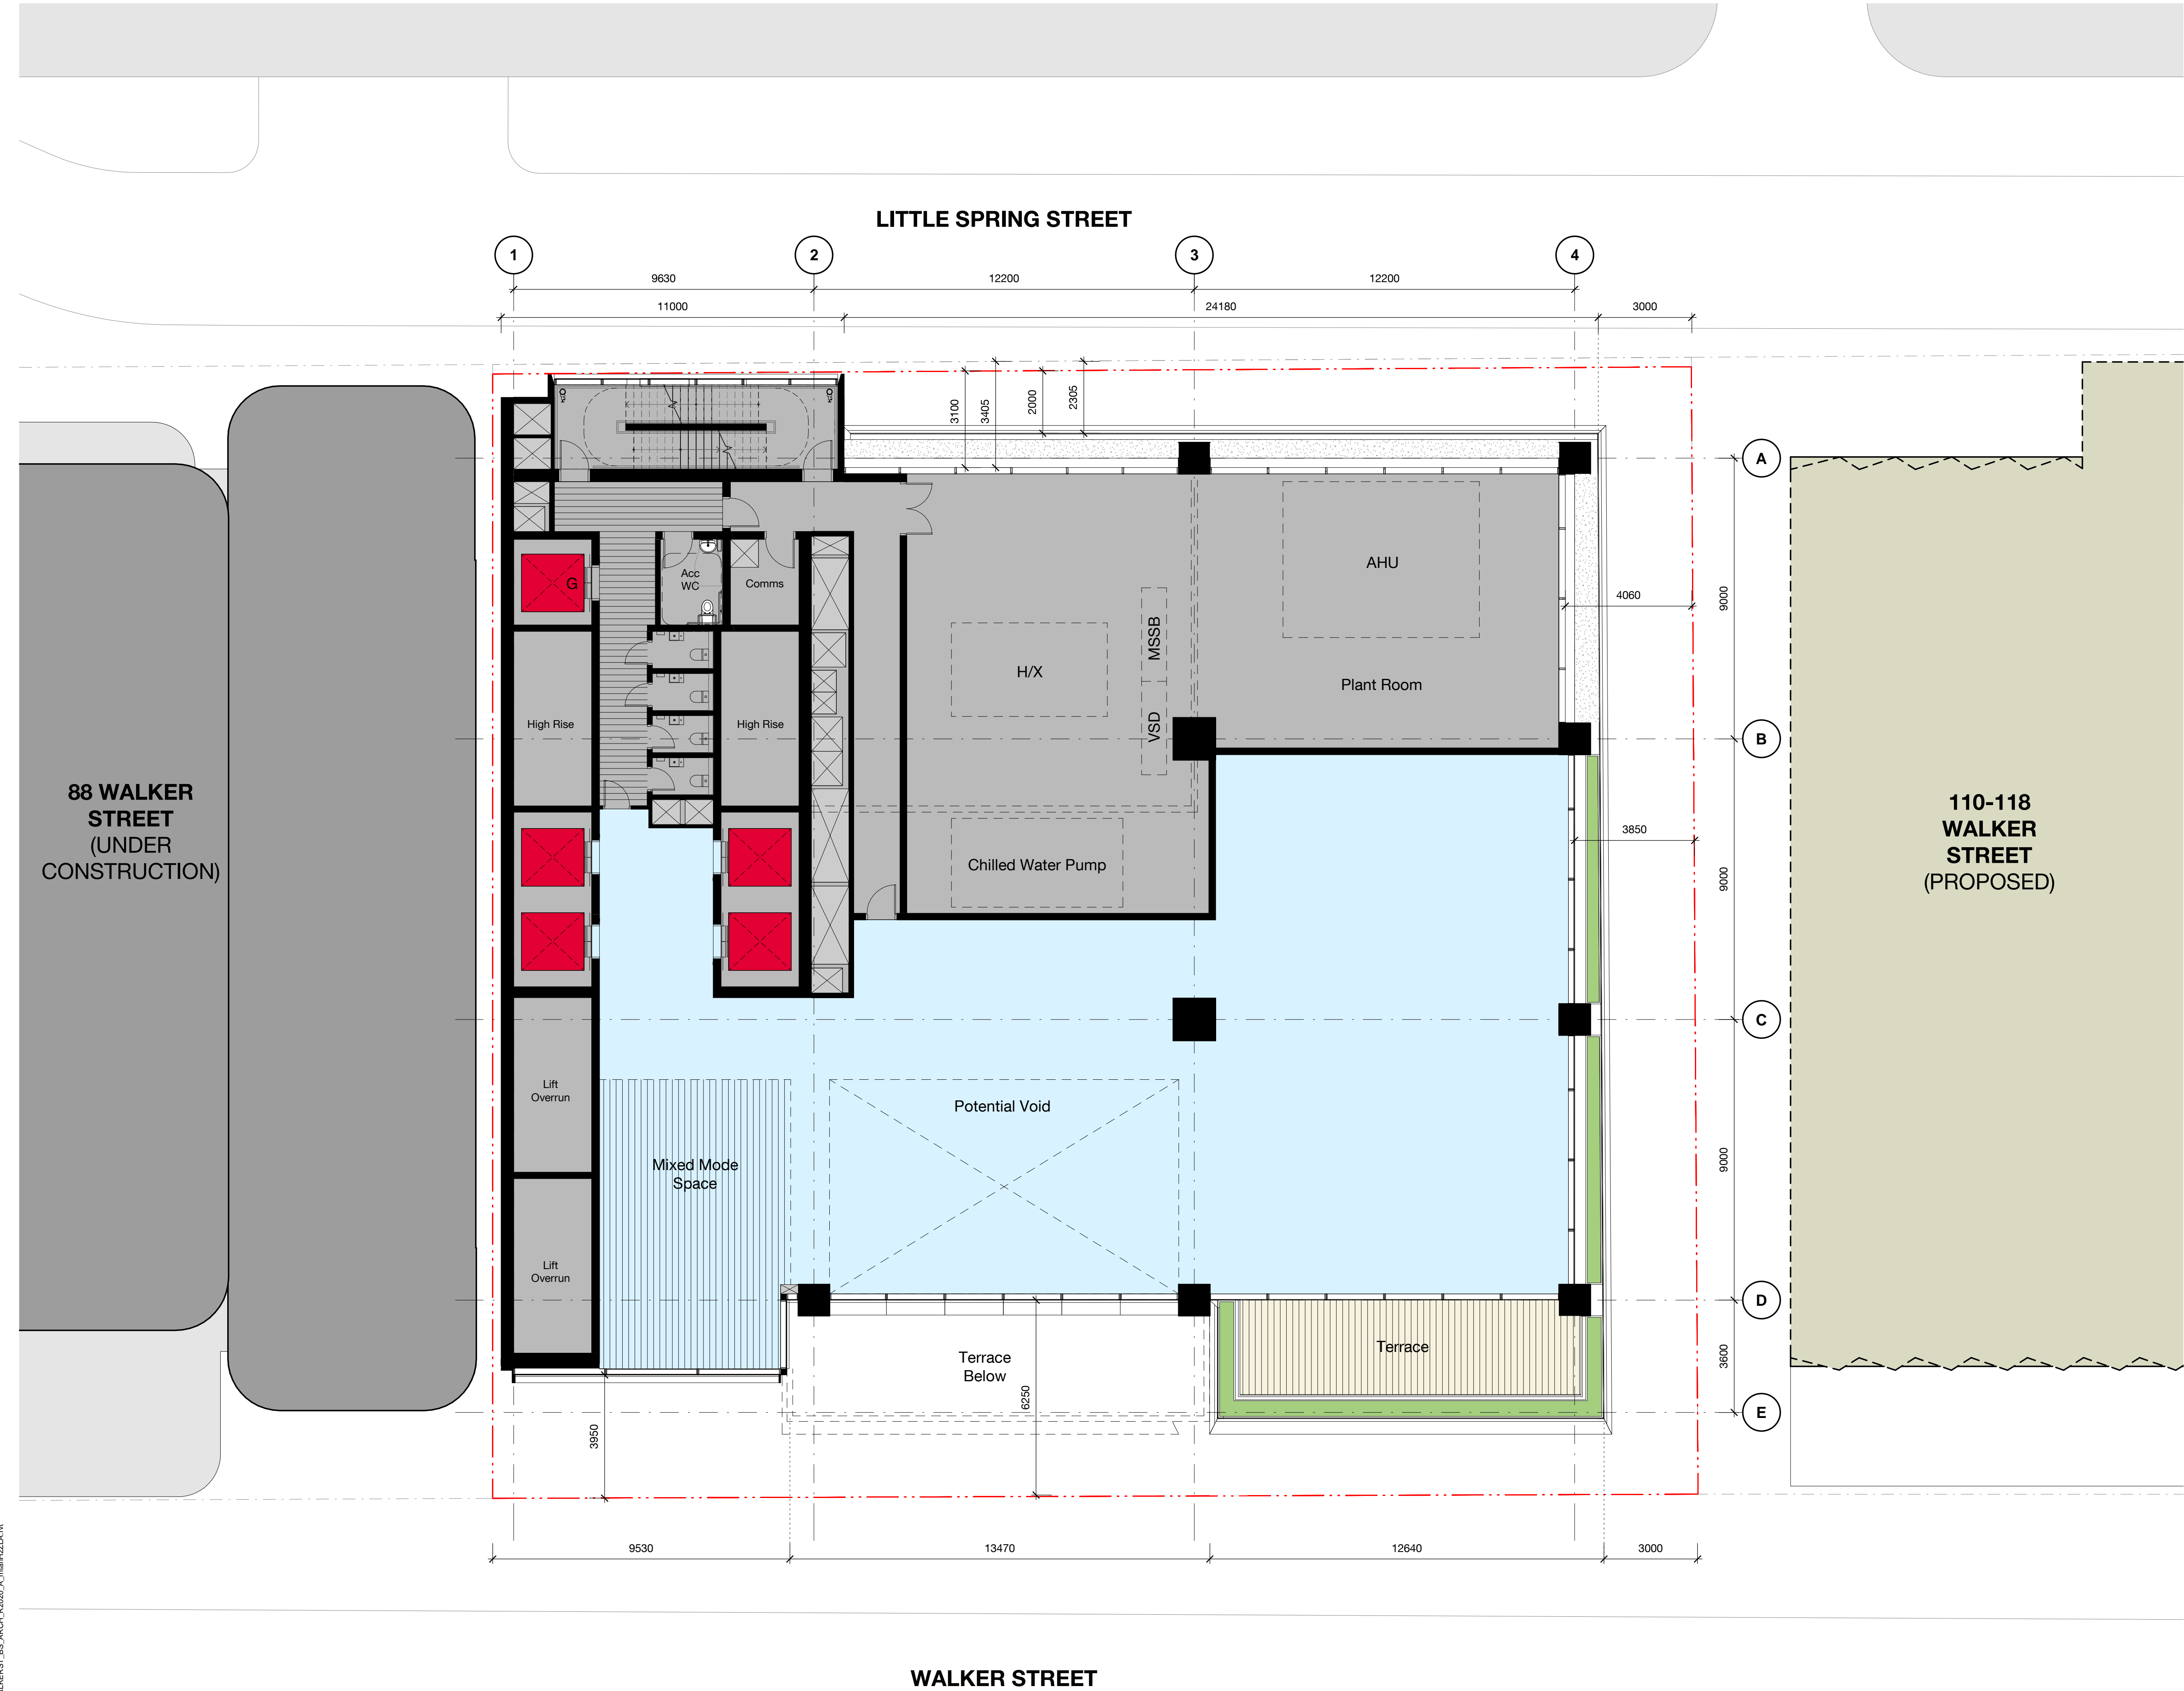 LITTLE SPRING STREET
1
2
3
4
9630
12200
12200
11000
24180
3000
3100
3405
2000
2305
A
9000
4060
AHU
G
Acc
WC
Comms
MSSB
H/X
Plant Room
High Rise
High Rise
VSD
B
88 WALKER
STREET
(UNDER
CONSTRUCTION)
110-118
WALKER
STREET
(PROPOSED)
3850
9000
Chilled Water Pump
C
Lift
Overrun
Potential Void
Mixed Mode
Space
9000
Lift
Overrun
D
Terrace
Below
Terrace
3600
6250
E
3950
9530
13470
12640
3000
WALKER STREET